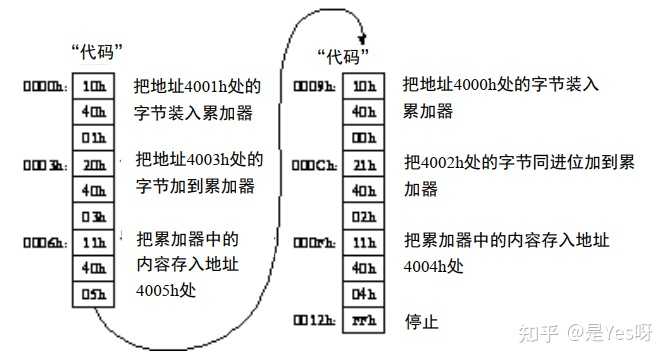 “代码”
0000h: 10h 把地址4001h处的
40h 字节装入累加器
01h
0003h: 20h 把地址4003h处的
40h 字节加到累加器
03h
0006h: 11h 把累加器中的
40h 内容存入地址
05h 4005h处
“代码”
0009h: 10h 把地址4000h处的字节装入
40h 累加器
00h
000Ch: 21h 把4002h处的字节同进位加到累
40h 加器
02h
000Fh: 11h 把累加器中的内容存入地址
40h 4004h处
04h
0012h: FFh 停止
知乎 @是Yes呀